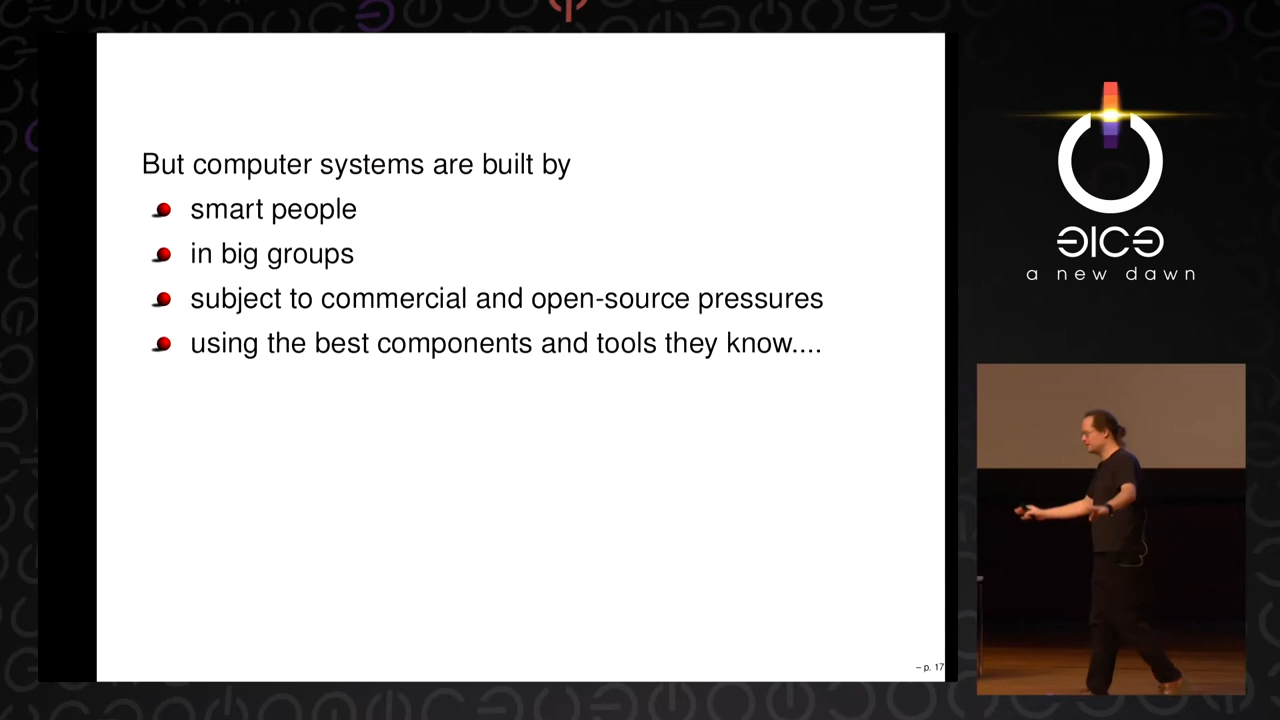 But computer systems are built by
smart people
in big groups
subject to commercial and open-source pressures
using the best components and tools they know....
– p. 17
36C3
a new dawn